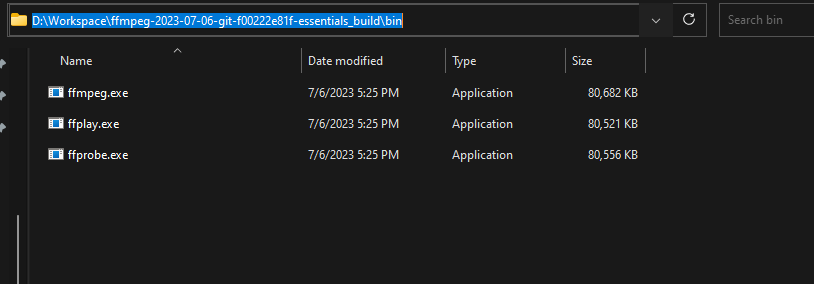 D:\Workspace\ffmpeg-2023-07-06-git-f00222e81f-essentials_build\bin
Search bin
Name Date modified Type Size
ffmpeg.exe 7/6/2023 5:25 PM Application 80,682 KB
ffplay.exe 7/6/2023 5:25 PM Application 80,521 KB
ffprobe.exe 7/6/2023 5:25 PM Application 80,556 KB